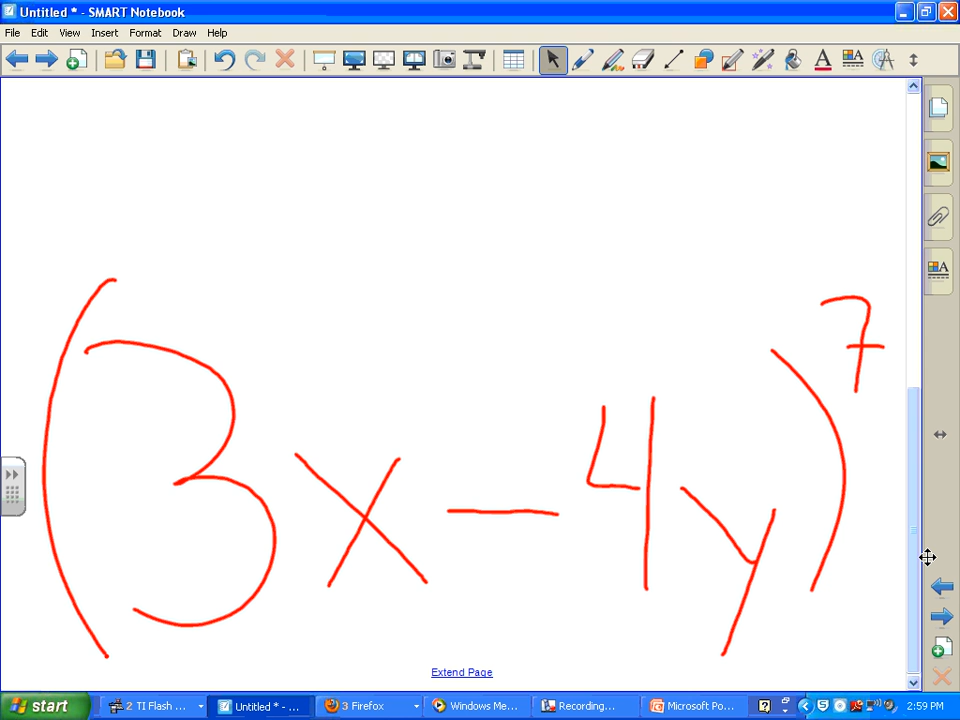 Untitled * - SMART Notebook
File Edit View Insert Format Draw Help
(3x-4y)⁷
Extend Page
start 2 TI Flash ... Untitled * - ... 3 Firefox Windows Me... Recording... Microsoft Po... 2:59 PM